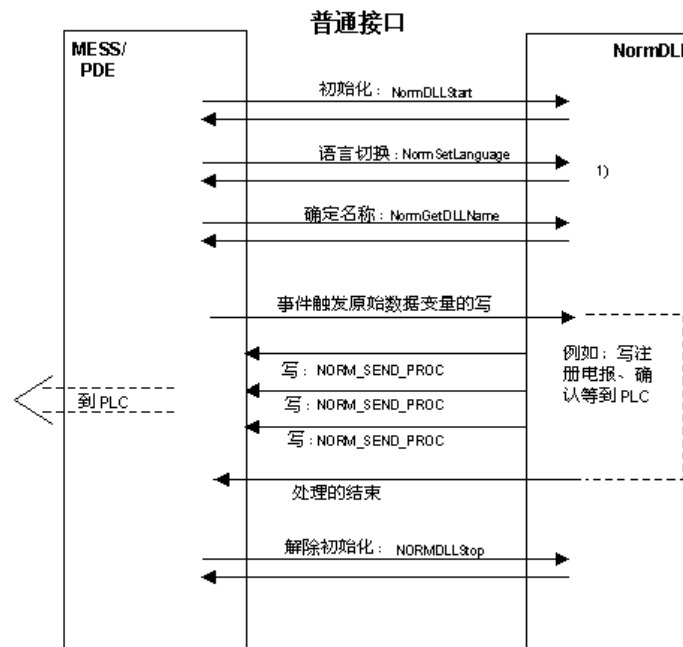 普通接口
MESS/
PDE
NormDLL
初始化：NormDLLStart
语言切换：NormSetLanguage
1)
确定名称：NormGetDLLName
事件触发原始数据变量的写
例如：写注
册电报、确
认等到 PLC
写：NORM_SEND_PROC
到 PLC
写：NORM_SEND_PROC
写：NORM_SEND_PROC
处理的结束
解除初始化：NORMDLLStop